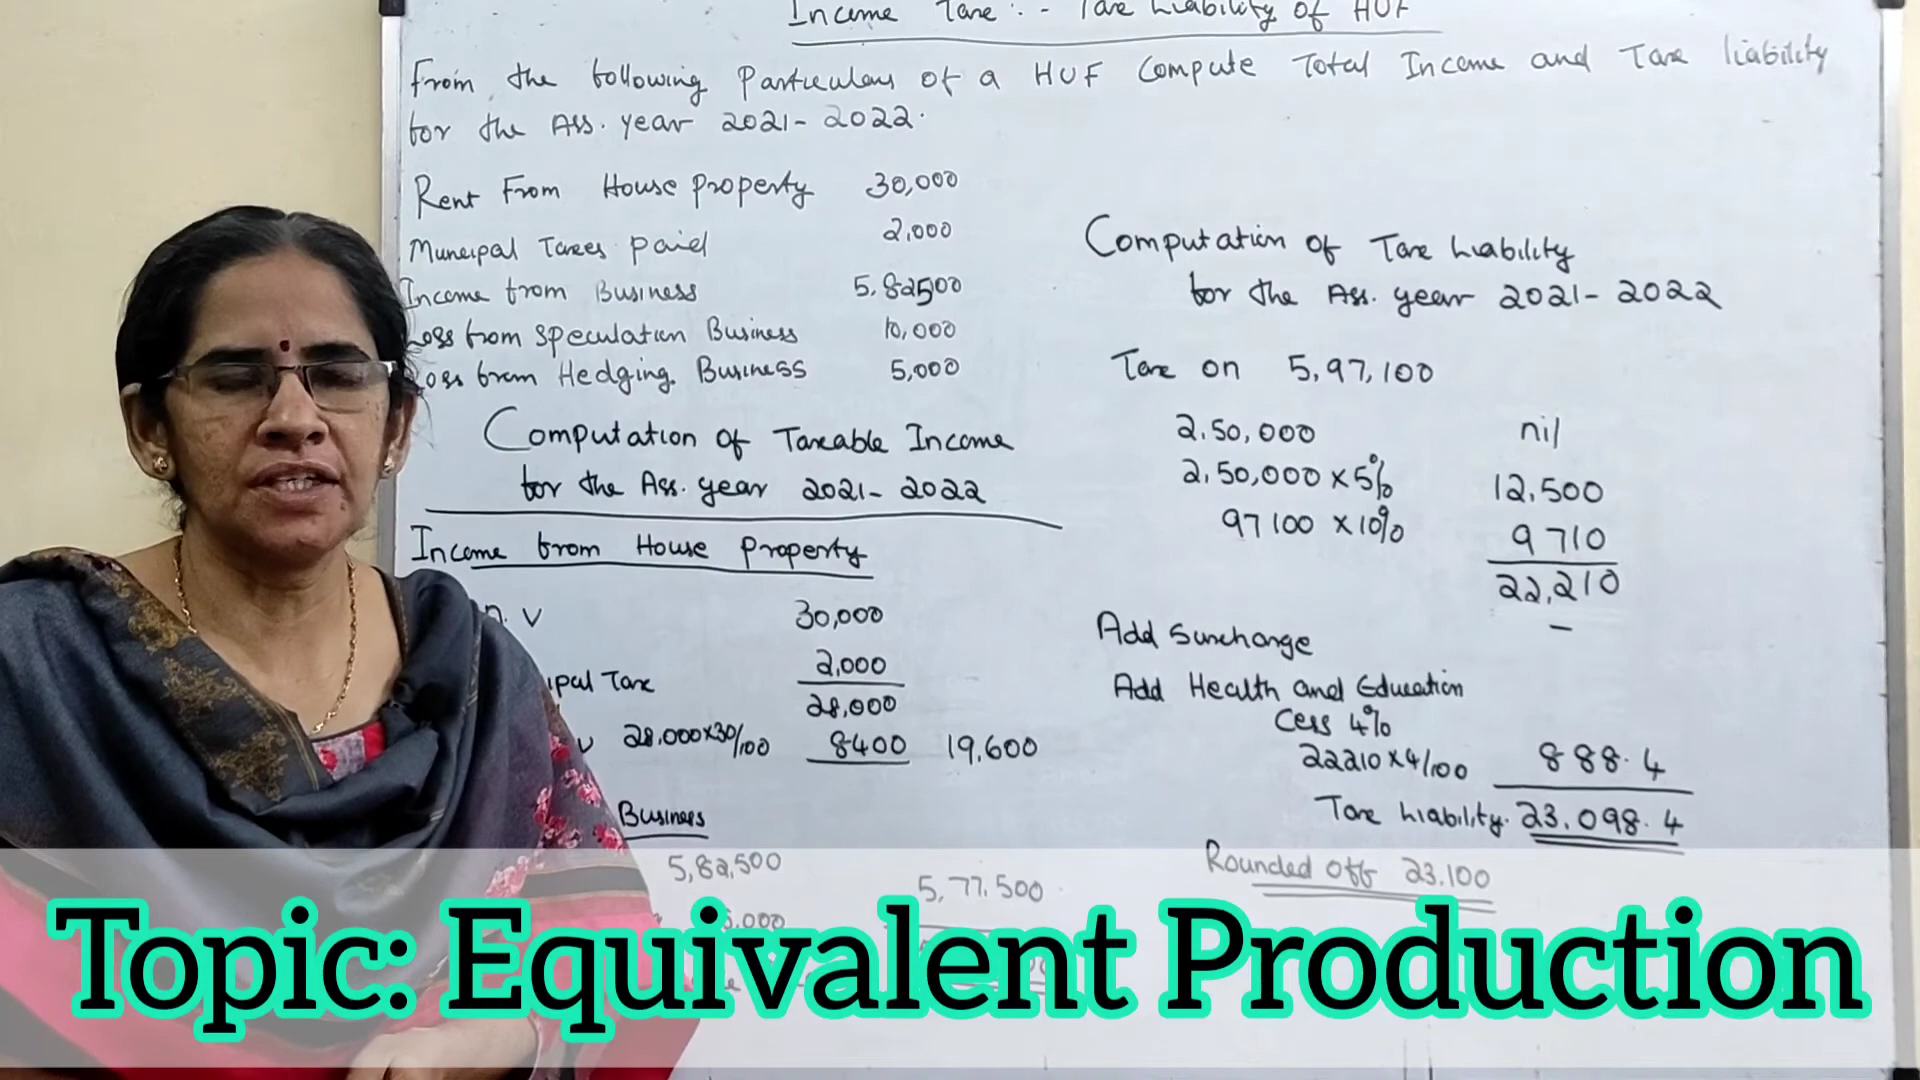 Income Tax :- Tax Liability of HUF
From the following Particulars of a HUF Compute Total Income and Tax liability
for the Ass. year 2021-2022.
Rent From House Property 30,000
Muncipal Taxes paid 2,000
Income from Business 5,82500
Loss from Speculation Business 10,000
Loss from Hedging Business 5,000
Computation of Taxable Income
for the Ass. year 2021-2022
Income from House property
V 30,000
ipal Tax 2,000
28,000
28,000x30/100 8400 19,600
Business
5,82,500
5,000 5,77,500
Computation of Tax Liability
for the Ass. year 2021-2022
Tax on 5,97,100
2,50,000 nil
2,50,000 x 5% 12,500
97100 x 10% 9710
22,210
Add Surcharge –
Add Health and Education
Cess 4%
22210x4/100 888.4
Tax Liability 23,098.4
Rounded off 23,100
Topic: Equivalent Production